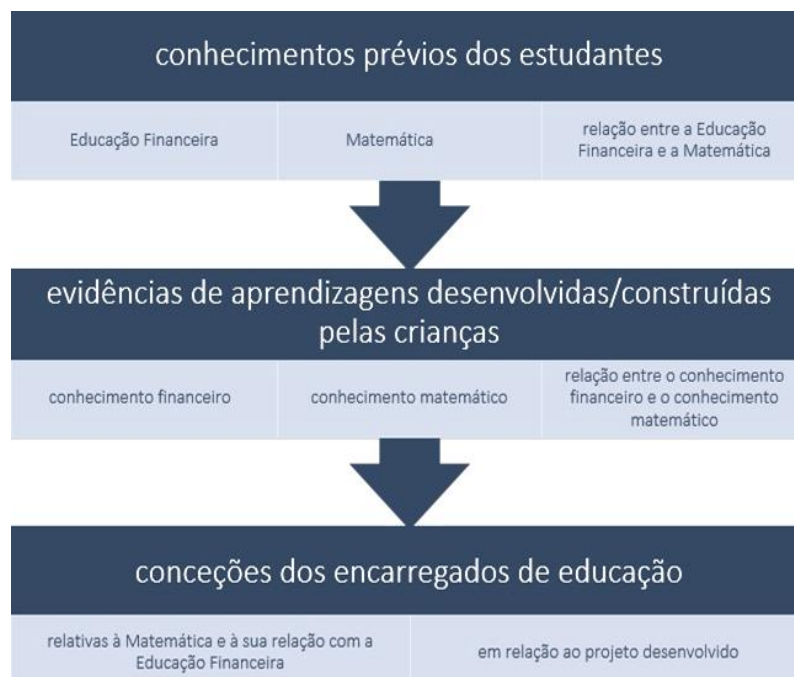 conhecimentos prévios dos estudantes
Educação Financeira
Matemática
relação entre a Educação
Financeira e a Matemática
evidências de aprendizagens desenvolvidas/construídas
pelas crianças
conhecimento financeiro
conhecimento matemático
relação entre o conhecimento
financeiro e o conhecimento
matemático
conceções dos encarregados de educação
relativas à Matemática e à sua relação com a
Educação Financeira
em relação ao projeto desenvolvido